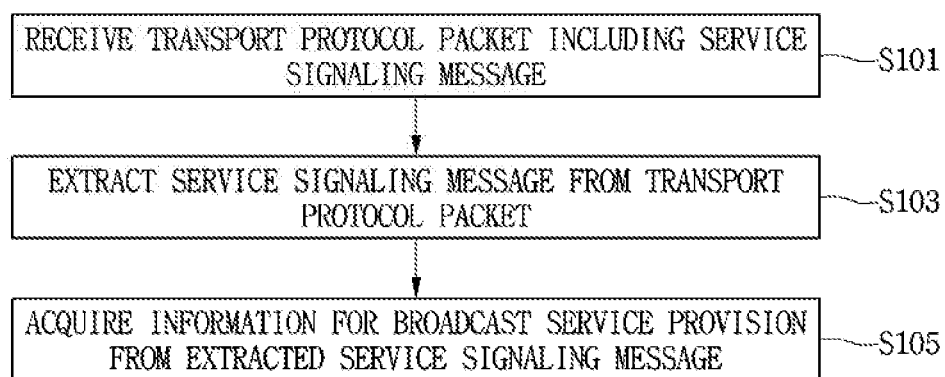 RECEIVE TRANSPORT PROTOCOL PACKET INCLUDING SERVICE
SIGNALING MESSAGE
S101
EXTRACT SERVICE SIGNALING MESSAGE FROM TRANSPORT
PROTOCOL PACKET
S103
ACQUIRE INFORMATION FOR BROADCAST SERVICE PROVISION
FROM EXTRACTED SERVICE SIGNALING MESSAGE
S105